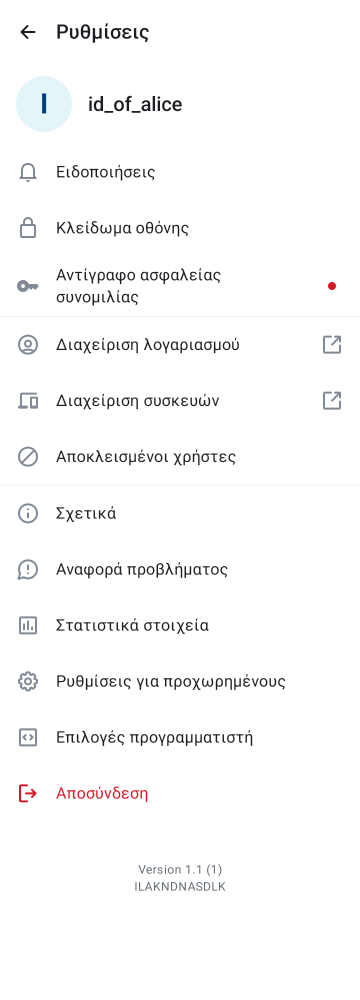 Ρυθμίσεις
I
id_of_alice
Ειδοποιήσεις
Κλείδωμα οθόνης
Αντίγραφο ασφαλείας
συνομιλίας
Διαχείριση λογαριασμού
Διαχείριση συσκευών
Αποκλεισμένοι χρήστες
Σχετικά
Αναφορά προβλήματος
Στατιστικά στοιχεία
Ρυθμίσεις για προχωρημένους
Επιλογές προγραμματιστή
Αποσύνδεση
Version 1.1 (1)
ILAKNDNASDLK